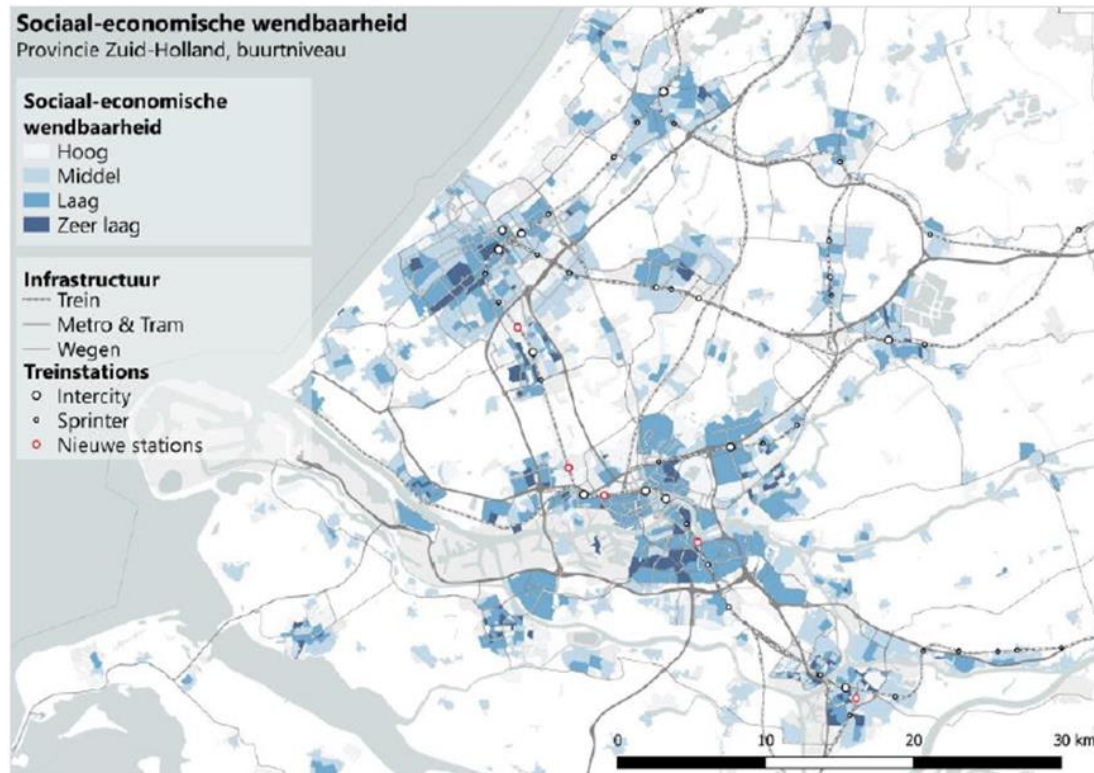 Sociaal-economische wendbaarheid
Provincie Zuid-Holland, buurtniveau
Sociaal-economische
wendbaarheid
Hoog
Middel
Laag
Zeer laag
Infrastructuur
Trein
Metro & Tram
Wegen
Treinstations
Intercity
Sprinter
Nieuwe stations
0 10 20 30 km